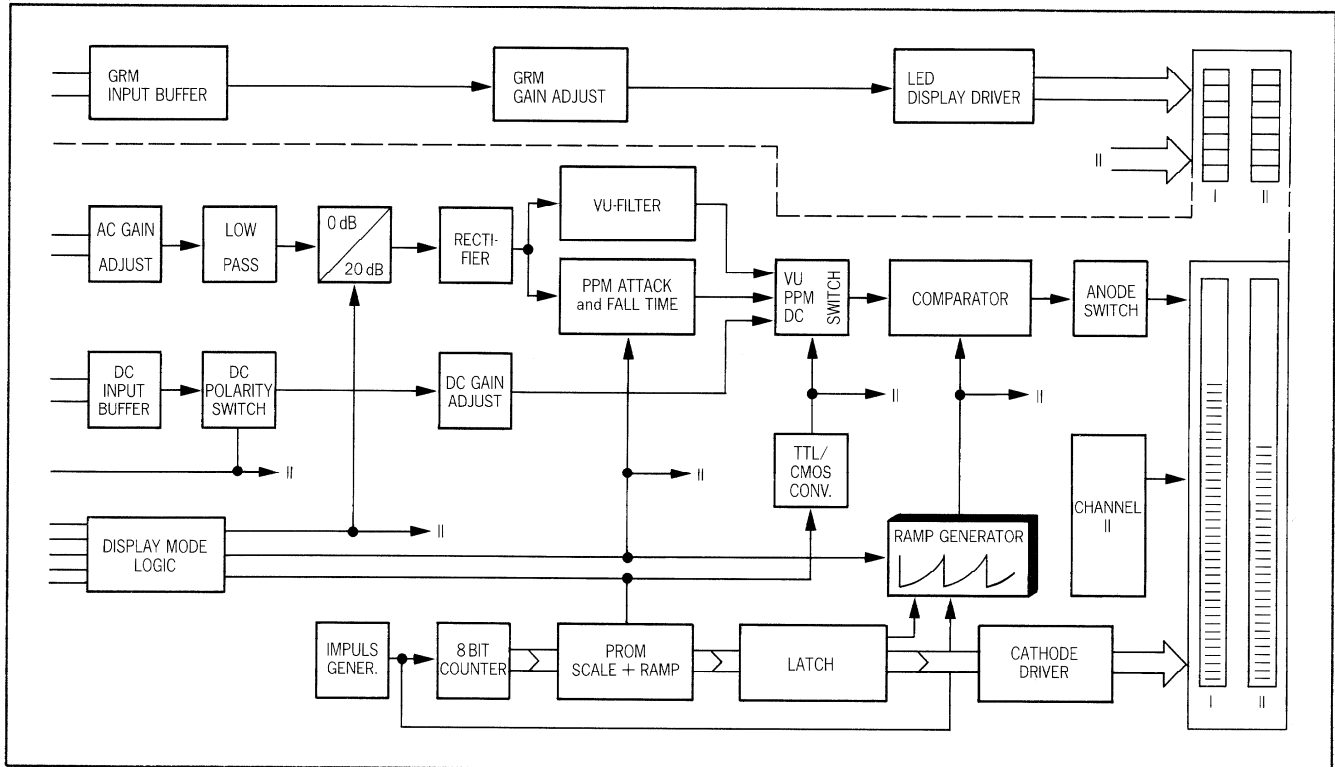 GRM
INPUT BUFFER
GRM
GAIN ADJUST
LED
DISPLAY DRIVER
II
I II
AC GAIN
ADJUST
LOW
PASS
0 dB
20 dB
RECTI-
FIER
VU-FILTER
PPM ATTACK
and FALL TIME
VU
PPM
DC
SWITCH
COMPARATOR
ANODE
SWITCH
DC
INPUT
BUFFER
DC
POLARITY
SWITCH
DC GAIN
ADJUST
II
II
II
II
TTL/
CMOS
CONV.
CHANNEL
II
DISPLAY MODE
LOGIC
II
RAMP GENERATOR
IMPULS
GENER.
8 BIT
COUNTER
PROM
SCALE + RAMP
LATCH
CATHODE
DRIVER
I II